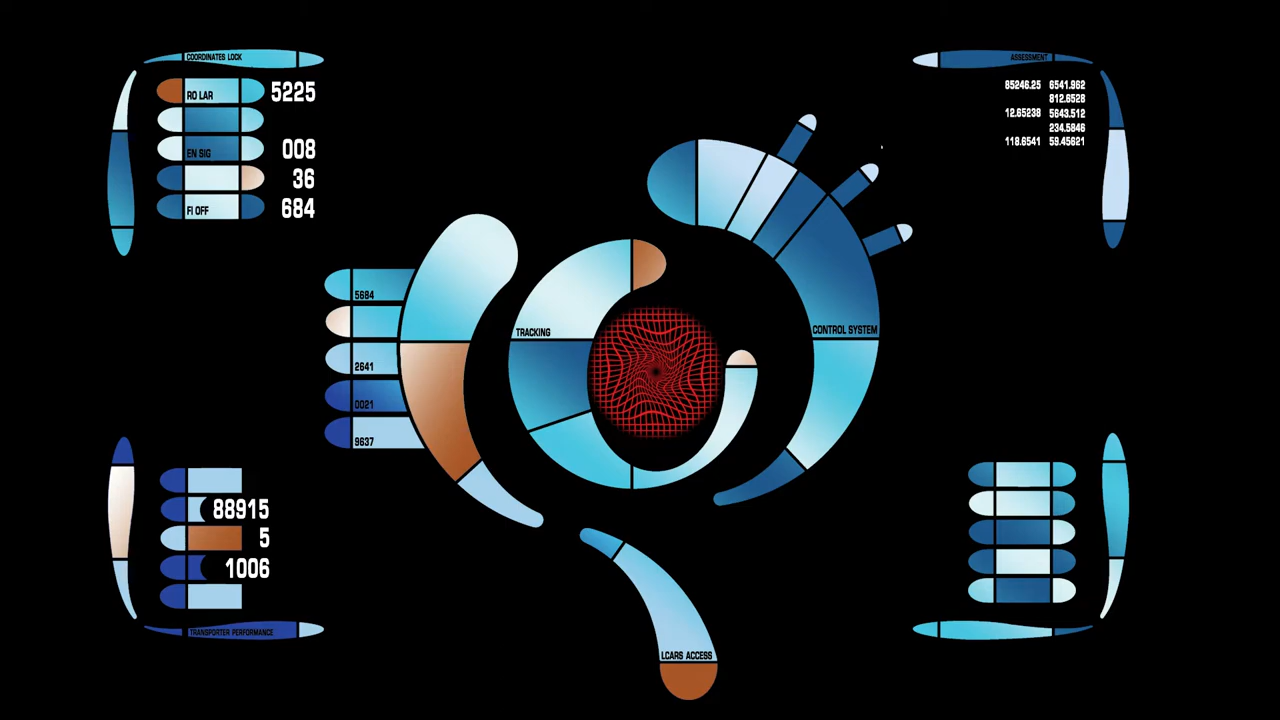 COORDINATES LOCK
RO LAR 5225
EN SIG 008
36
FI OFF 684
ASSESSMENT
85246.25 6541.962
812.6528
12.65238 5643.512
234.5846
118.6541 59.45621
5684
2641
0021
9637
TRACKING
CONTROL SYSTEM
88915
5
1006
TRANSPORTER PERFORMANCE
LCARS ACCESS